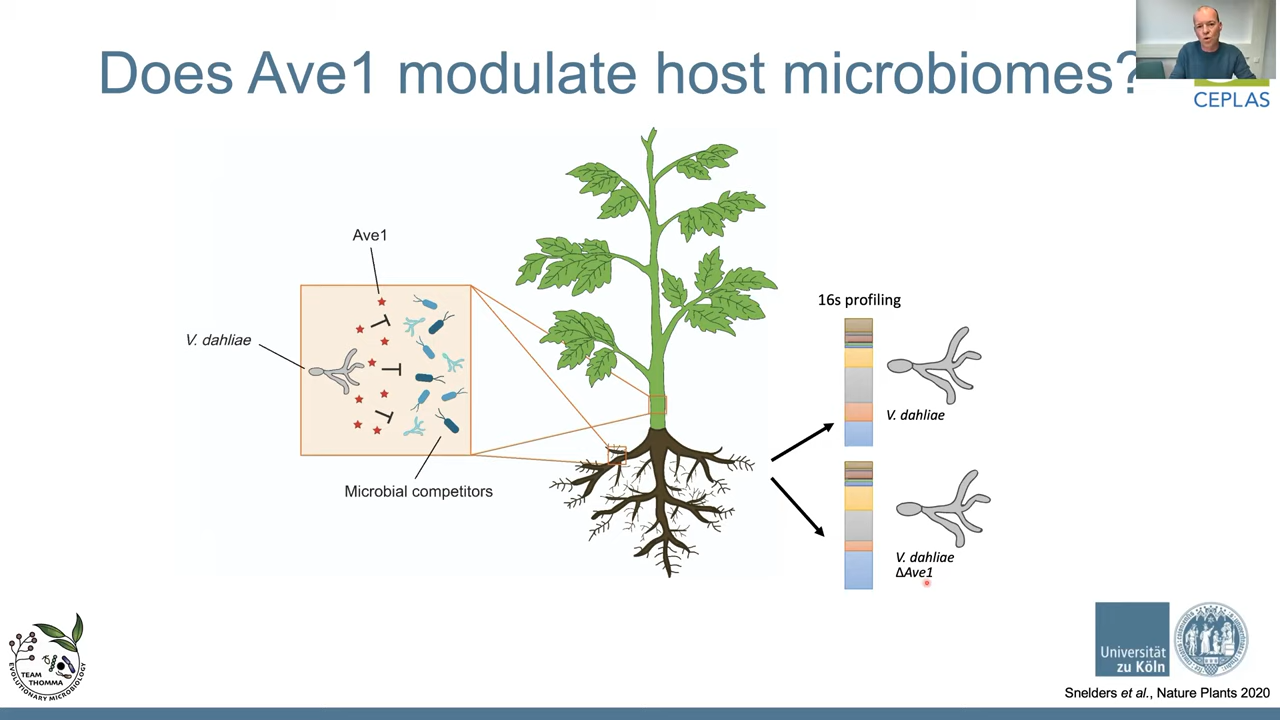 Does Ave1 modulate host microbiomes?
CEPLAS
Ave1
16s profiling
V. dahliae
V. dahliae
Microbial competitors
V. dahliae
ΔAve1
TEAM
THOMMA
EVOLUTIONARY MICROBIOLOGY
Universität
zu Köln
Snelders et al., Nature Plants 2020